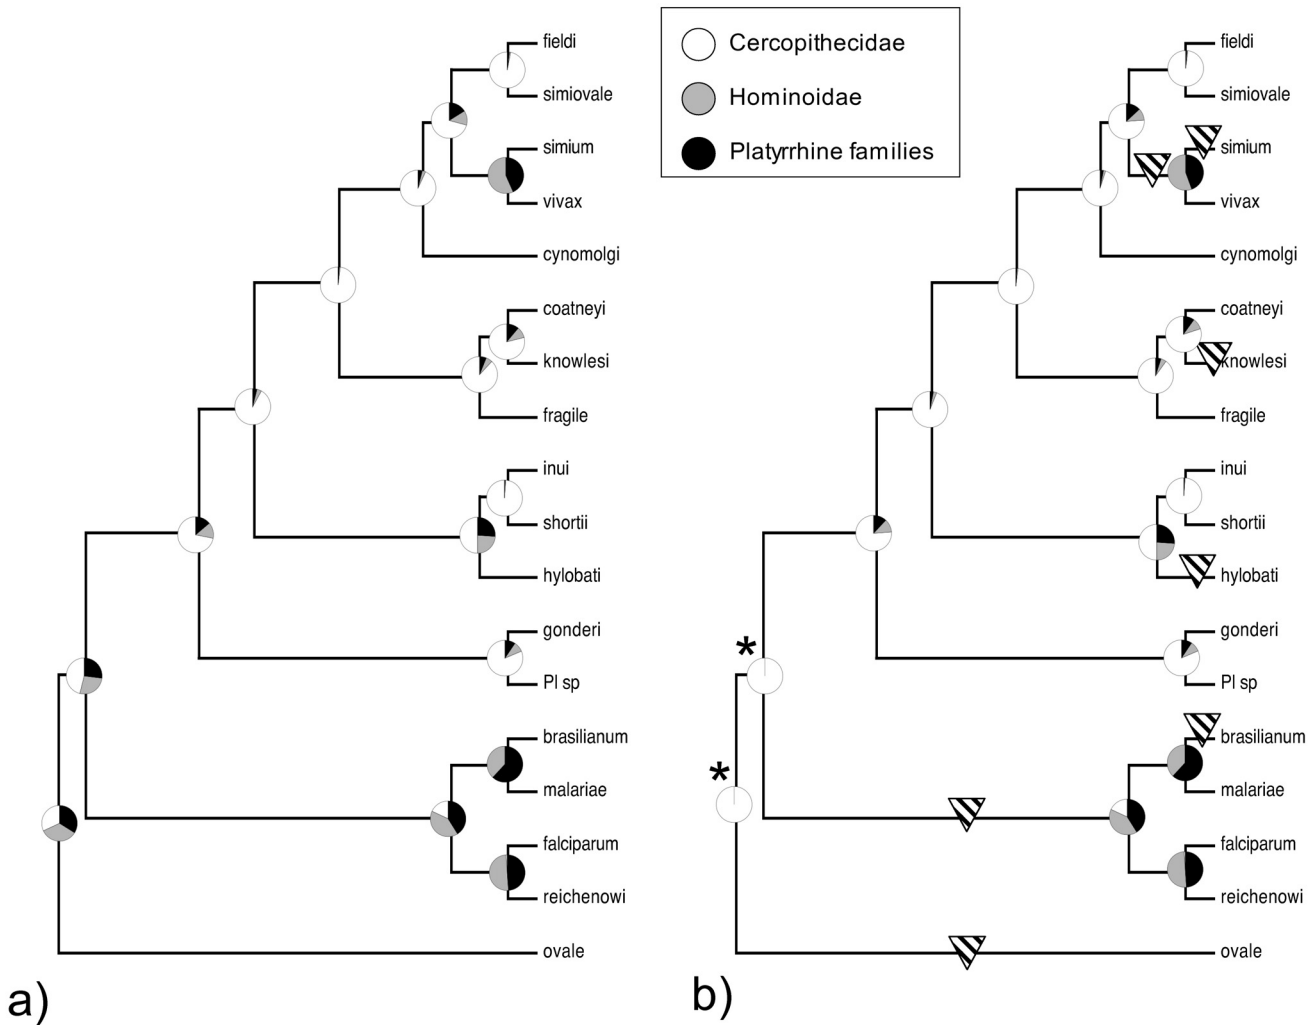 Cercopithecidae
Hominoidae
Platyrrhine families
fieldi
simiovale
simium
vivax
cynomolgi
coatneyi
knowlesi
fragile
inui
shortii
hylobati
gonderi
Pl sp
brasilianum
malariae
falciparum
reichenowi
ovale
a)
fieldi
simiovale
simium
vivax
cynomolgi
coatneyi
knowlesi
fragile
inui
shortii
hylobati
gonderi
*
Pl sp
brasilianum
*
malariae
falciparum
reichenowi
ovale
b)